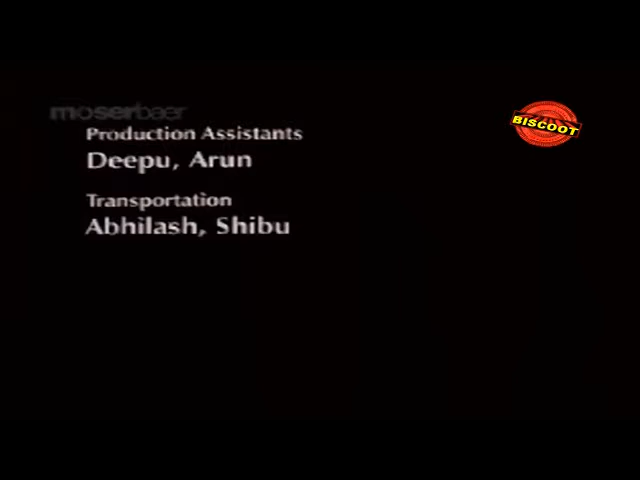 moserbaer
BISCOOT
Production Assistants
Deepu, Arun
Transportation
Abhilash, Shibu